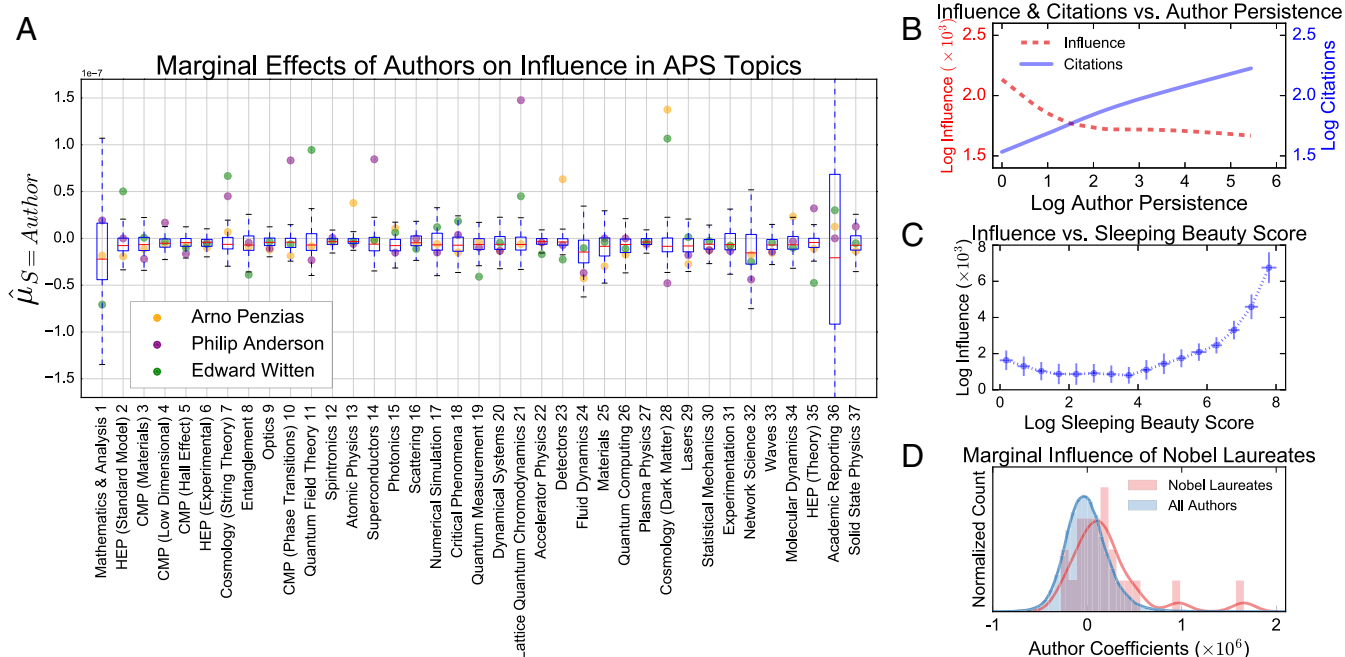 A
Marginal Effects of Authors on Influence in APS Topics
1e-7
1.5
1.0
0.5
0.0
−0.5
−1.0
−1.5
μ̂S=Author
Arno Penzias
Philip Anderson
Edward Witten
Mathematics & Analysis 1
HEP (Standard Model) 2
CMP (Materials) 3
CMP (Low Dimensional) 4
CMP (Hall Effect) 5
HEP (Experimental) 6
Cosmology (String Theory) 7
Entanglement 8
Optics 9
CMP (Phase Transitions) 10
Quantum Field Theory 11
Spintronics 12
Atomic Physics 13
Superconductors 14
Photonics 15
Scattering 16
Numerical Simulation 17
Critical Phenomena 18
Quantum Measurement 19
Dynamical Systems 20
Lattice Quantum Chromodynamics 21
Accelerator Physics 22
Detectors 23
Fluid Dynamics 24
Materials 25
Quantum Computing 26
Plasma Physics 27
Cosmology (Dark Matter) 28
Lasers 29
Statistical Mechanics 30
Experimentation 31
Network Science 32
Waves 33
Molecular Dynamics 34
HEP (Theory) 35
Academic Reporting 36
Solid State Physics 37
B
Influence & Citations vs. Author Persistence
Log Influence (×10³)
2.5
2.0
1.5
Influence
Citations
2.5
2.0
1.5
Log Citations
0 1 2 3 4 5 6
Log Author Persistence
C
Influence vs. Sleeping Beauty Score
Log Influence (×10³)
8
6
4
2
0
0 2 4 6 8
Log Sleeping Beauty Score
D
Marginal Influence of Nobel Laureates
Normalized Count
Nobel Laureates
All Authors
-1 0 1 2
Author Coefficients (×10⁶)